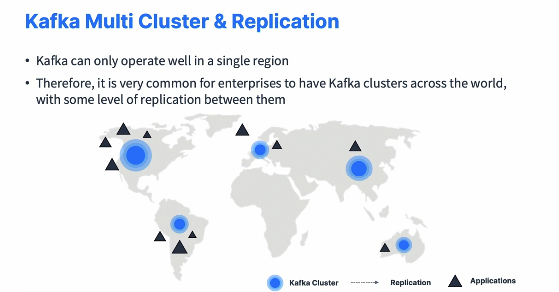 Kafka Multi Cluster & Replication
• Kafka can only operate well in a single region
• Therefore, it is very common for enterprises to have Kafka clusters across the world,
with some level of replication between them
Kafka Cluster
Replication
Applications